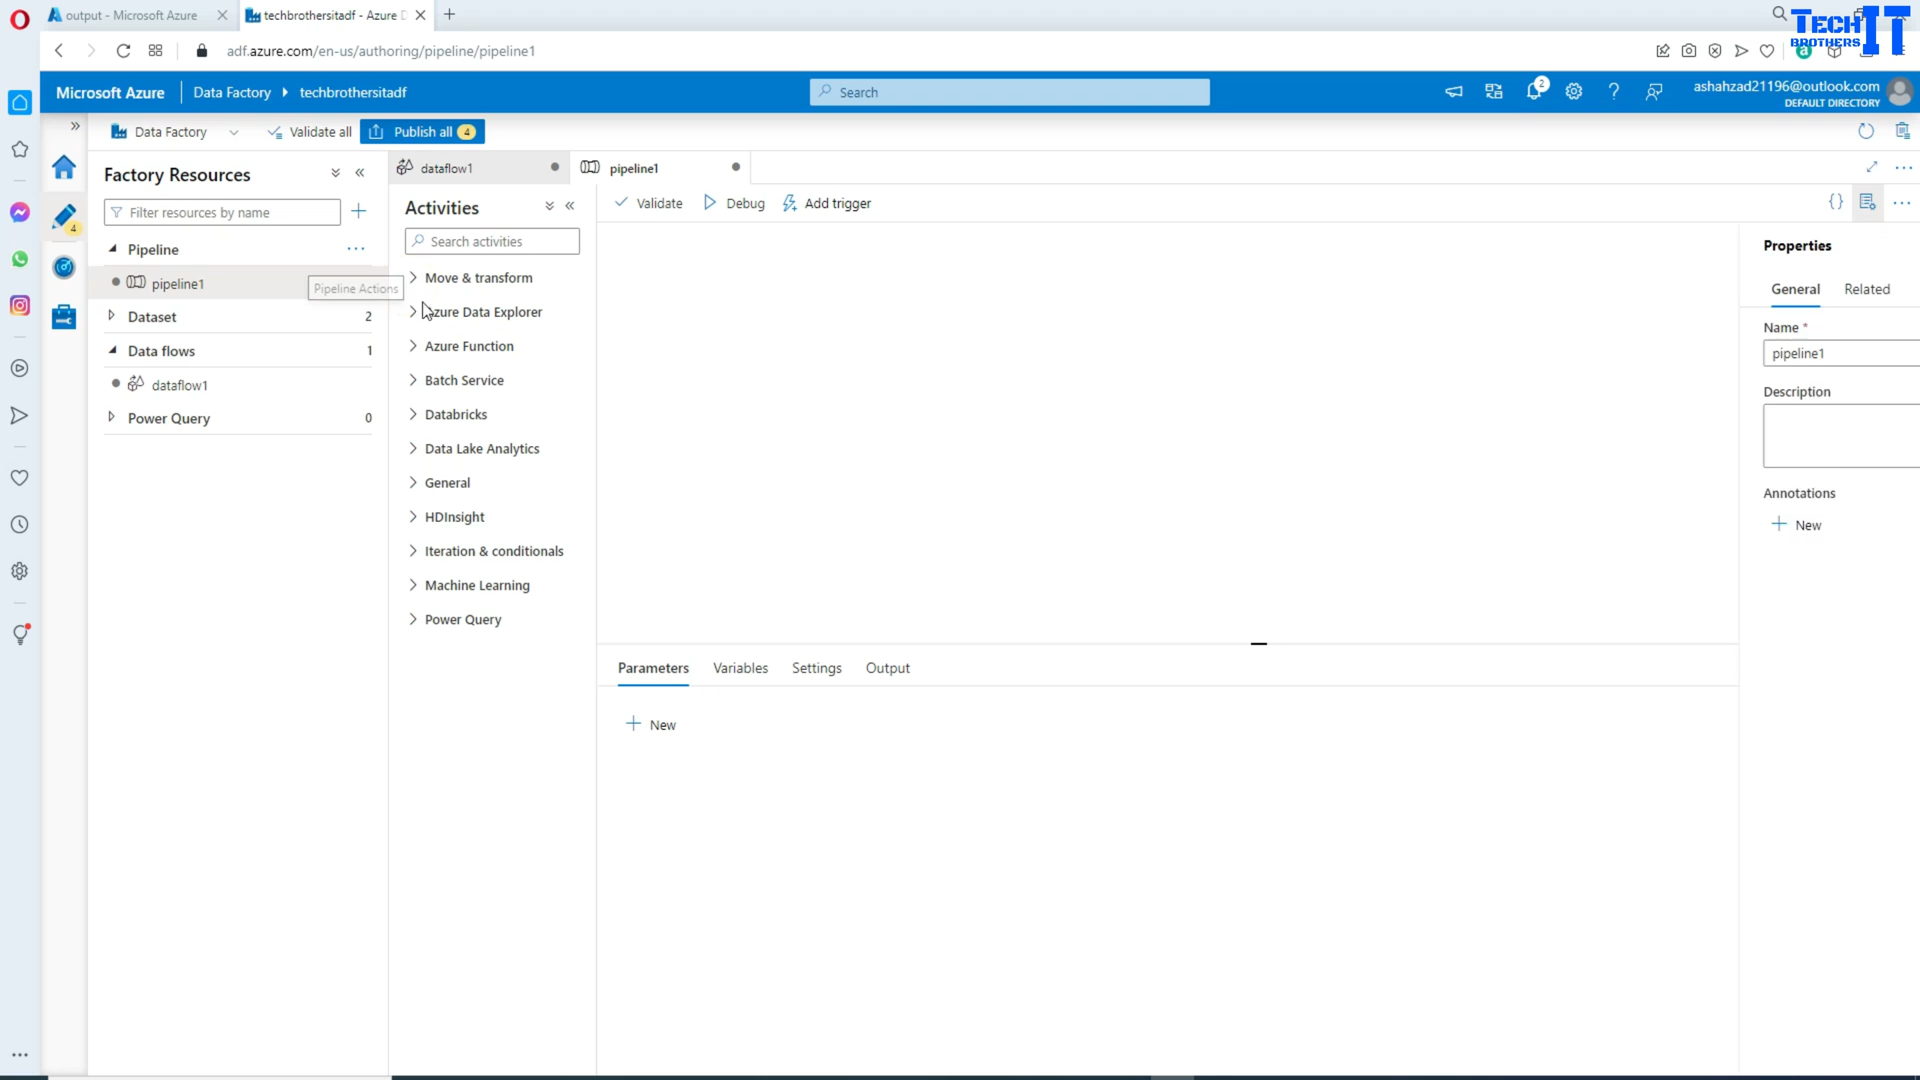 output - Microsoft Azure
techbrothersitadf - Azure D
TECH IT
BROTHERS
adf.azure.com/en-us/authoring/pipeline/pipeline1
a
Microsoft Azure
Data Factory
techbrothersitadf
Search
2
ashahzad21196@outlook.com
DEFAULT DIRECTORY
Data Factory
Validate all
Publish all
4
Factory Resources
dataflow1
pipeline1
Filter resources by name
4
Activities
Validate
Debug
Add trigger
Search activities
Properties
Pipeline
pipeline1
Pipeline Actions
Dataset
2
Data flows
1
dataflow1
Power Query
0
Move & transform
zure Data Explorer
Azure Function
Batch Service
Databricks
Data Lake Analytics
General
HDInsight
Iteration & conditionals
Machine Learning
Power Query
General
Related
Name *
pipeline1
Description
Annotations
New
Parameters
Variables
Settings
Output
New